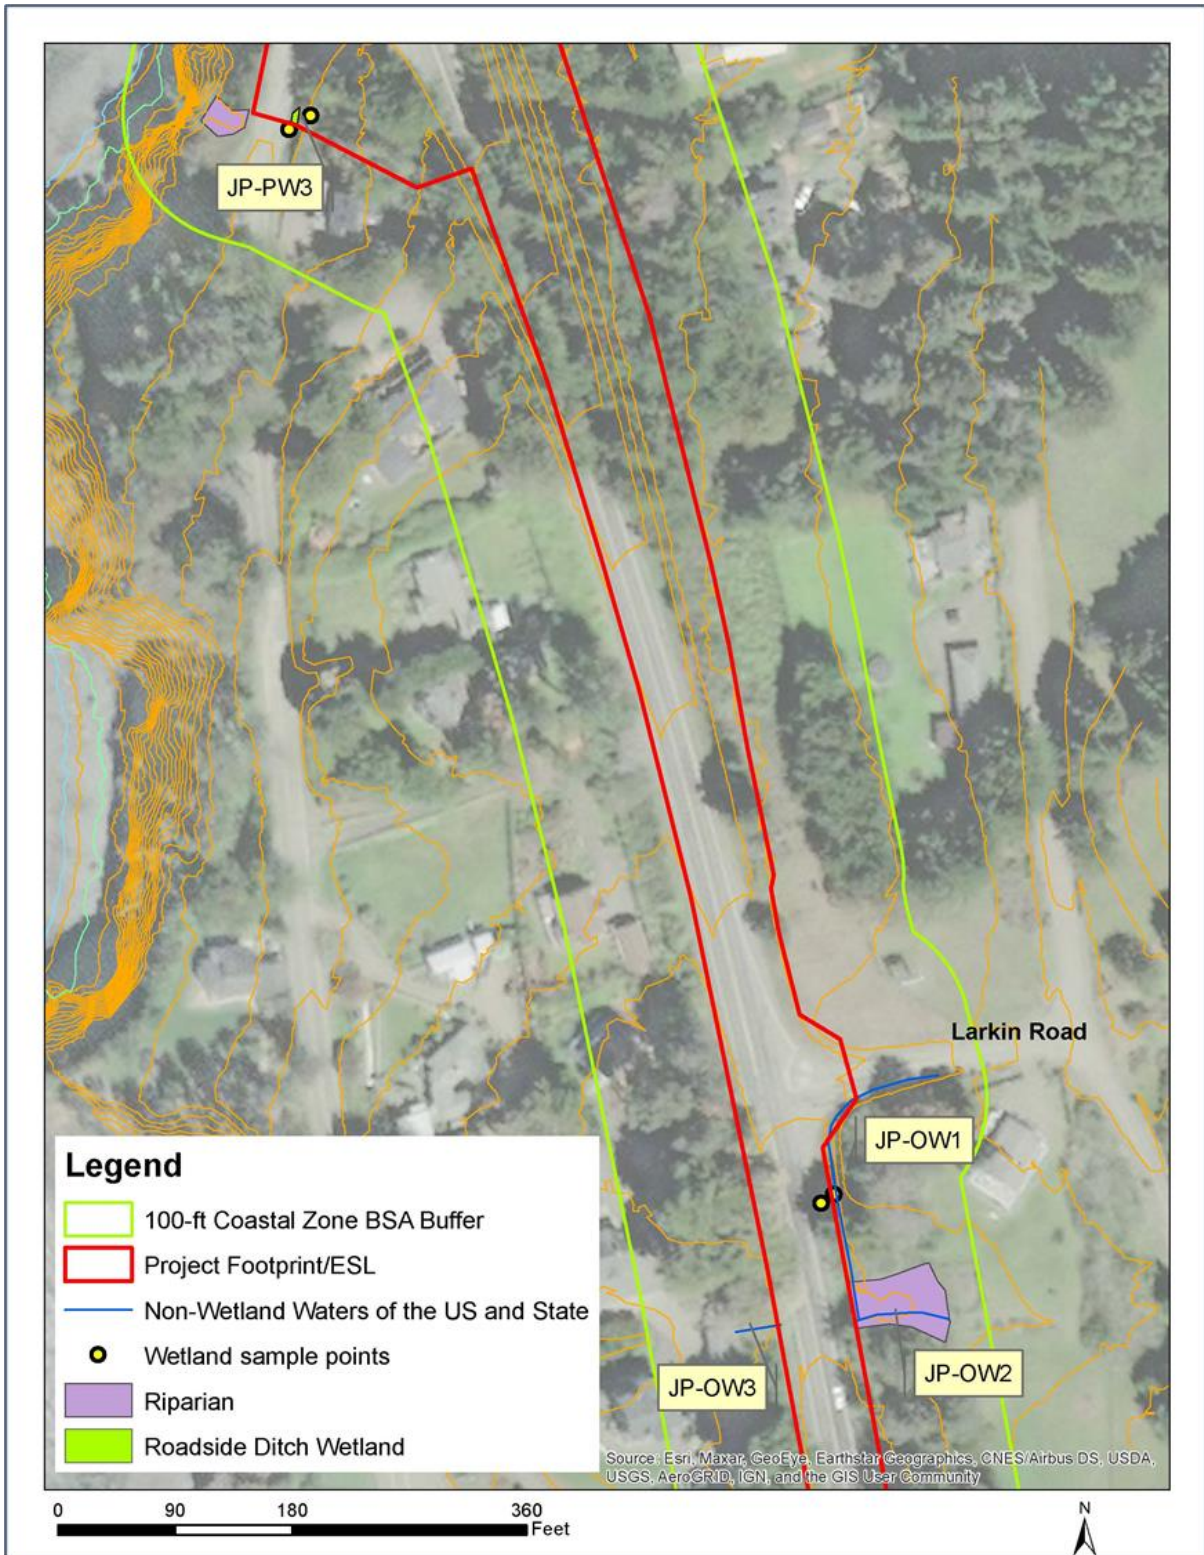 JP-PW3
Larkin Road
JP-OW1
JP-OW2
JP-OW3
Legend
100-ft Coastal Zone BSA Buffer
Project Footprint/ESL
Non-Wetland Waters of the US and State
Wetland sample points
Riparian
Roadside Ditch Wetland
Source: Esri, Maxar, GeoEye, Earthstar Geographics, CNES/Airbus DS, USDA,
USGS, AeroGRID, IGN, and the GIS User Community
0 90 180 360
Feet
N